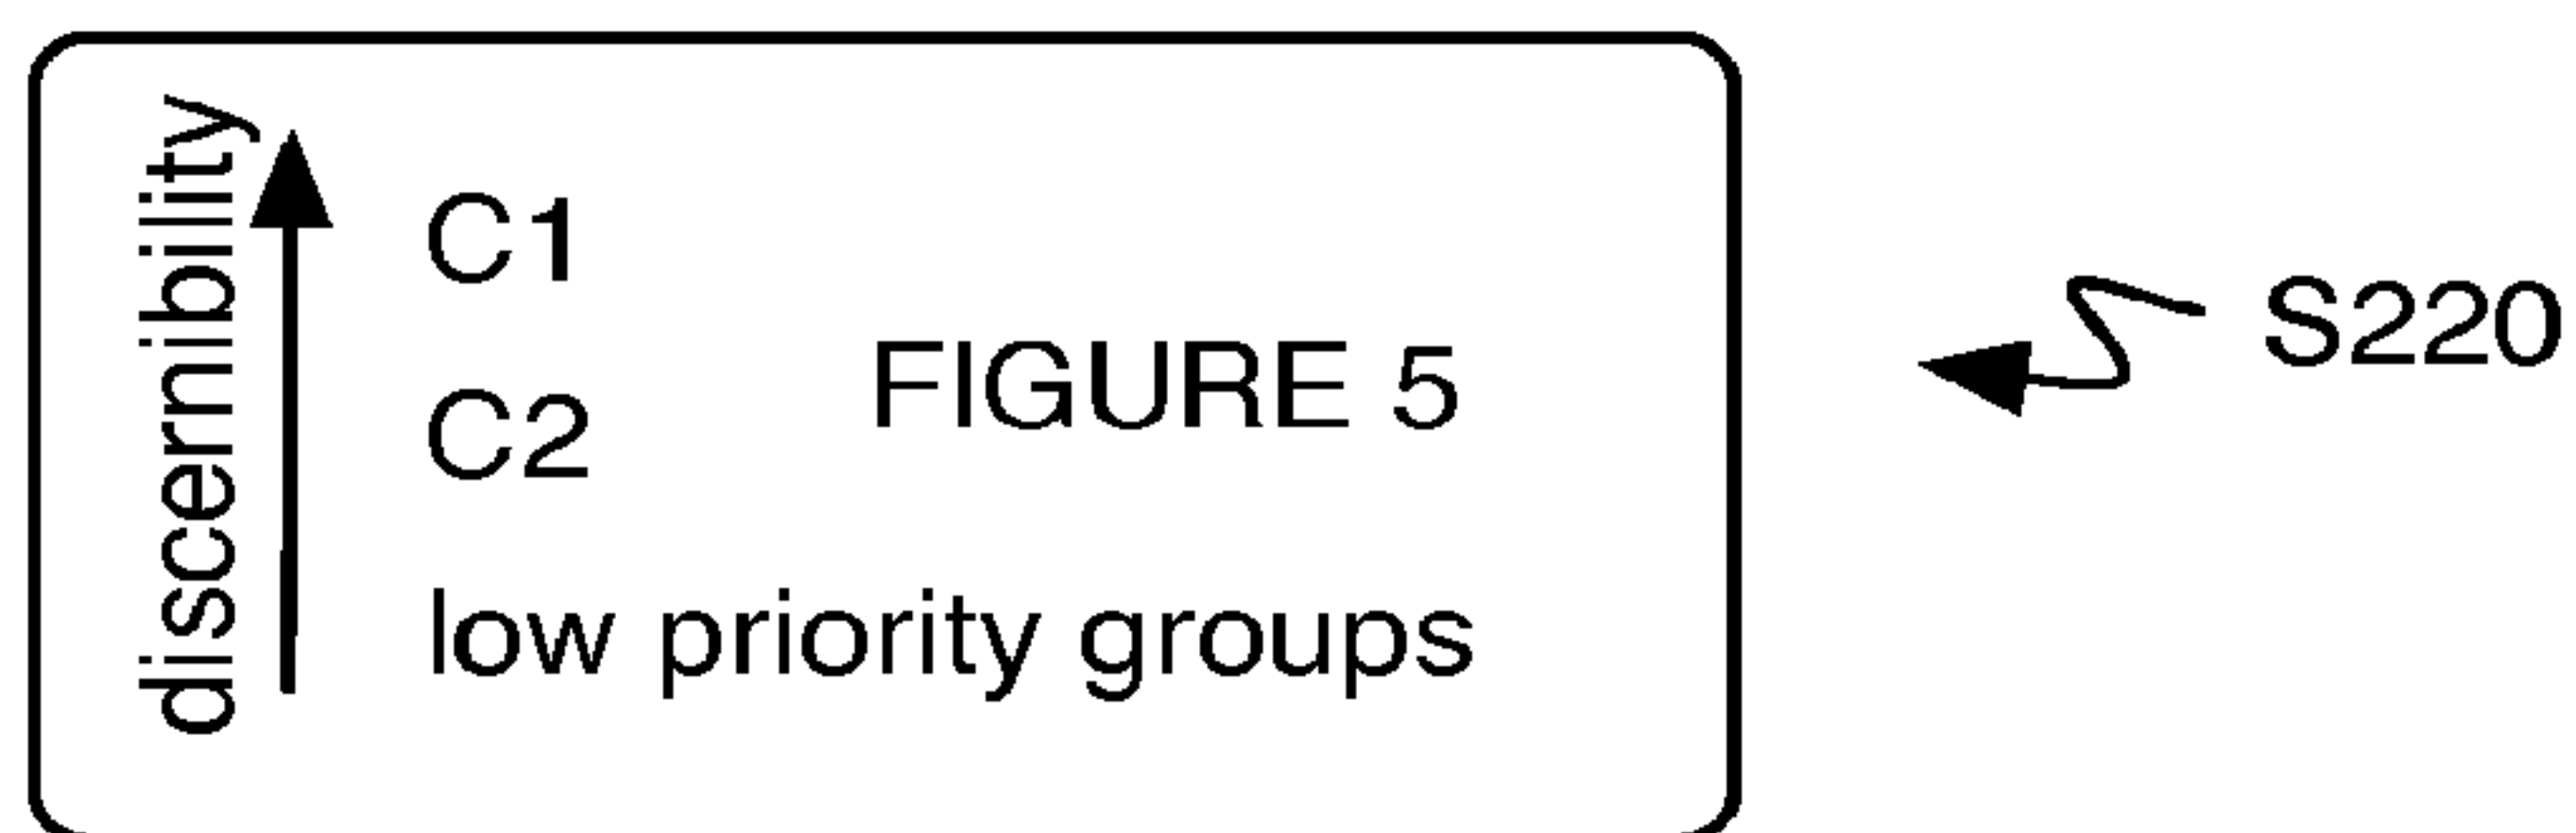 discernibility
C1
C2
FIGURE 5
low priority groups
S220